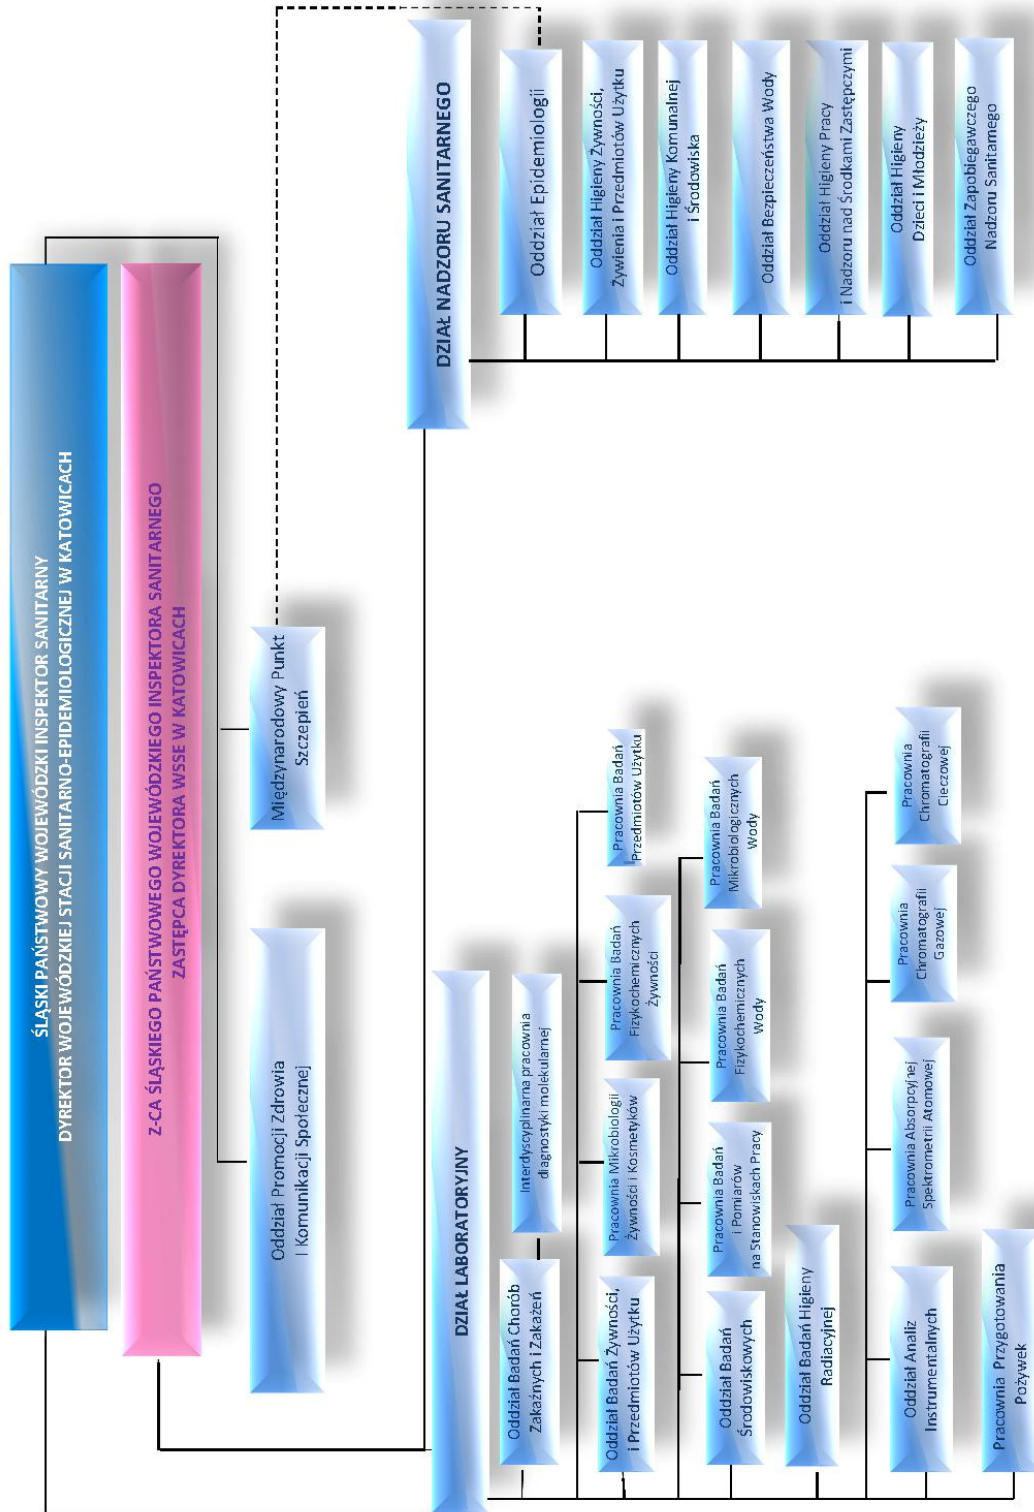 ŚLĄSKI PAŃSTWOWY WOJEWÓDZKI INSPEKTOR SANITARNY
DYREKTOR WOJEWÓDZKIEJ STACJI SANITARNO-EPIDEMIOLOGICZNEJ W KATOWICACH
Z-CA ŚLĄSKIEGO PAŃSTWOWEGO WOJEWÓDZKIEGO INSPEKTORA SANITARNEGO
ZASTĘPCA DYREKTORA WSSE W KATOWICACH
Oddział Promocji Zdrowia
I Komunikacji Społecznej
Międzynarodowy Punkt
Szczepień
DZIAŁ LABORATORYJNY
Oddział Badań Chorób
Zakaźnych i Zakażeń
Interdyscyplinarna pracownia
diagnostyki molekularnej
Oddział Badań Żywności,
i Przedmiotów Użytku
Pracownia Mikrobiologii
Żywności i Kosmetyków
Pracownia Badań
Fizykochemicznych
Żywności
Pracownia Badań
Przedmiotów Użytku
Oddział Badań
Środowiskowych
Pracownia Badań
i Pomiarów
na Stanowiskach Pracy
Pracownia Badań
Fizykochemicznych
Wody
Pracownia Badań
Mikrobiologicznych
Wody
Oddział Badań Higieny
Radiacyjnej
Oddział Analiz
Instrumentalnych
Pracownia Absorpcyjnej
Spektrometrii Atomowej
Pracownia
Chromatografii
Gazowej
Pracownia
Chromatografii
Cieczowej
Pracownia Przygotowania
Pożywek
DZIAŁ NADZORU SANITARNEGO
Oddział Epidemiologii
Oddział Higieny Żywności,
Żywienia i Przedmiotów Użytku
Oddział Higieny Komunalnej
i Środowiska
Oddział Bezpieczeństwa Wody
Oddział Higieny Pracy
i Nadzoru nad Środkami Zastępczymi
Oddział Higieny
Dzieci i Młodzieży
Oddział Zapobiegawczego
Nadzoru Sanitarnego